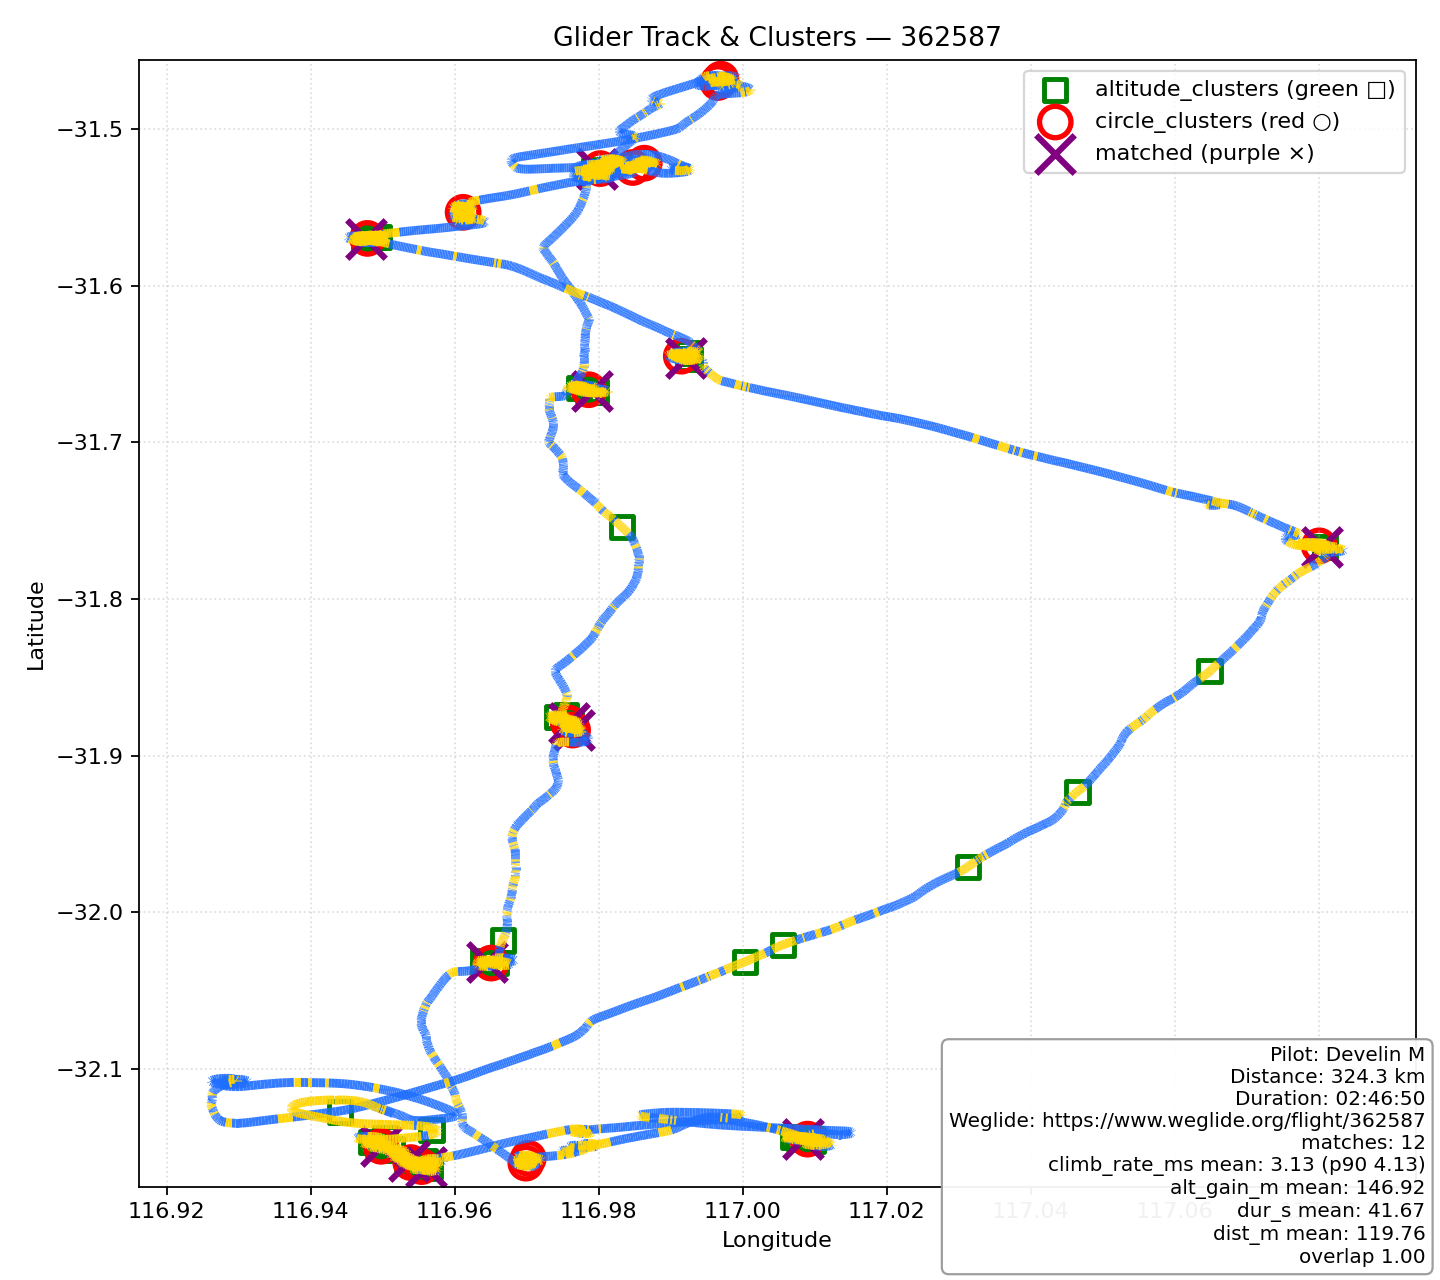 Glider Track & Clusters — 362587
altitude_clusters (green □)
circle_clusters (red ○)
matched (purple ×)
−31.5
−31.6
−31.7
−31.8
−31.9
−32.0
−32.1
Latitude
116.92
116.94
116.96
116.98
117.00
117.02
117.04
117.06
Longitude
Pilot: Develin M
Distance: 324.3 km
Duration: 02:46:50
Weglide: https://www.weglide.org/flight/362587
matches: 12
climb_rate_ms mean: 3.13 (p90 4.13)
alt_gain_m mean: 146.92
dur_s mean: 41.67
dist_m mean: 119.76
overlap 1.00